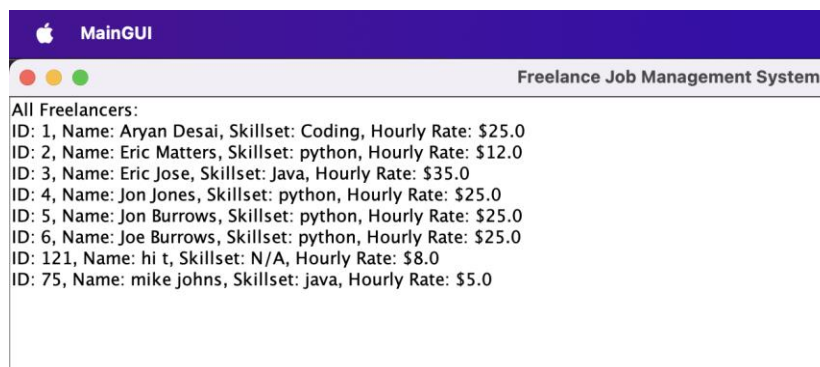 MainGUI
Freelance Job Management System
All Freelancers:
ID: 1, Name: Aryan Desai, Skillset: Coding, Hourly Rate: $25.0
ID: 2, Name: Eric Matters, Skillset: python, Hourly Rate: $12.0
ID: 3, Name: Eric Jose, Skillset: Java, Hourly Rate: $35.0
ID: 4, Name: Jon Jones, Skillset: python, Hourly Rate: $25.0
ID: 5, Name: Jon Burrows, Skillset: python, Hourly Rate: $25.0
ID: 6, Name: Joe Burrows, Skillset: python, Hourly Rate: $25.0
ID: 121, Name: hi t, Skillset: N/A, Hourly Rate: $8.0
ID: 75, Name: mike johns, Skillset: java, Hourly Rate: $5.0